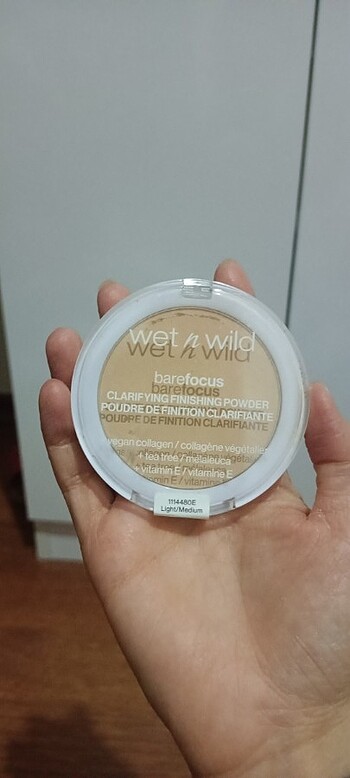 wet n wild
barefocus
CLARIFYING FINISHING POWDER
POUDRE DE FINITION CLARIFIANTE
vegan collagen / collagène végétalien
+ tea tree / melaleuca
+ vitamin E / vitamine E
1114480E
Light/Medium